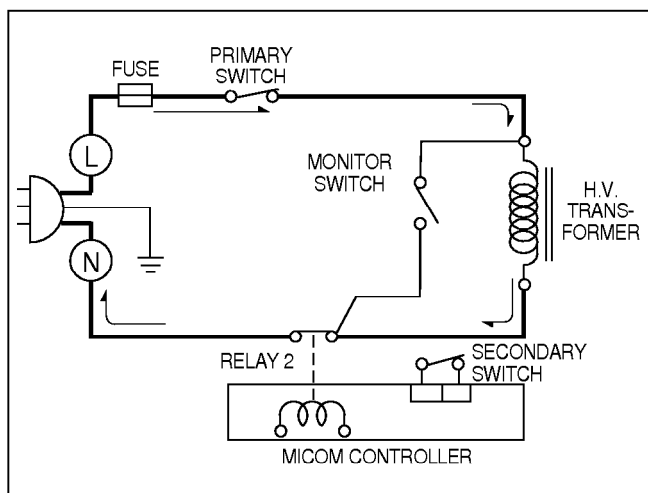 FUSE
PRIMARY
SWITCH
L
MONITOR
SWITCH
H.V.
TRANS-
FORMER
N
RELAY 2
SECONDARY
SWITCH
MICOM CONTROLLER